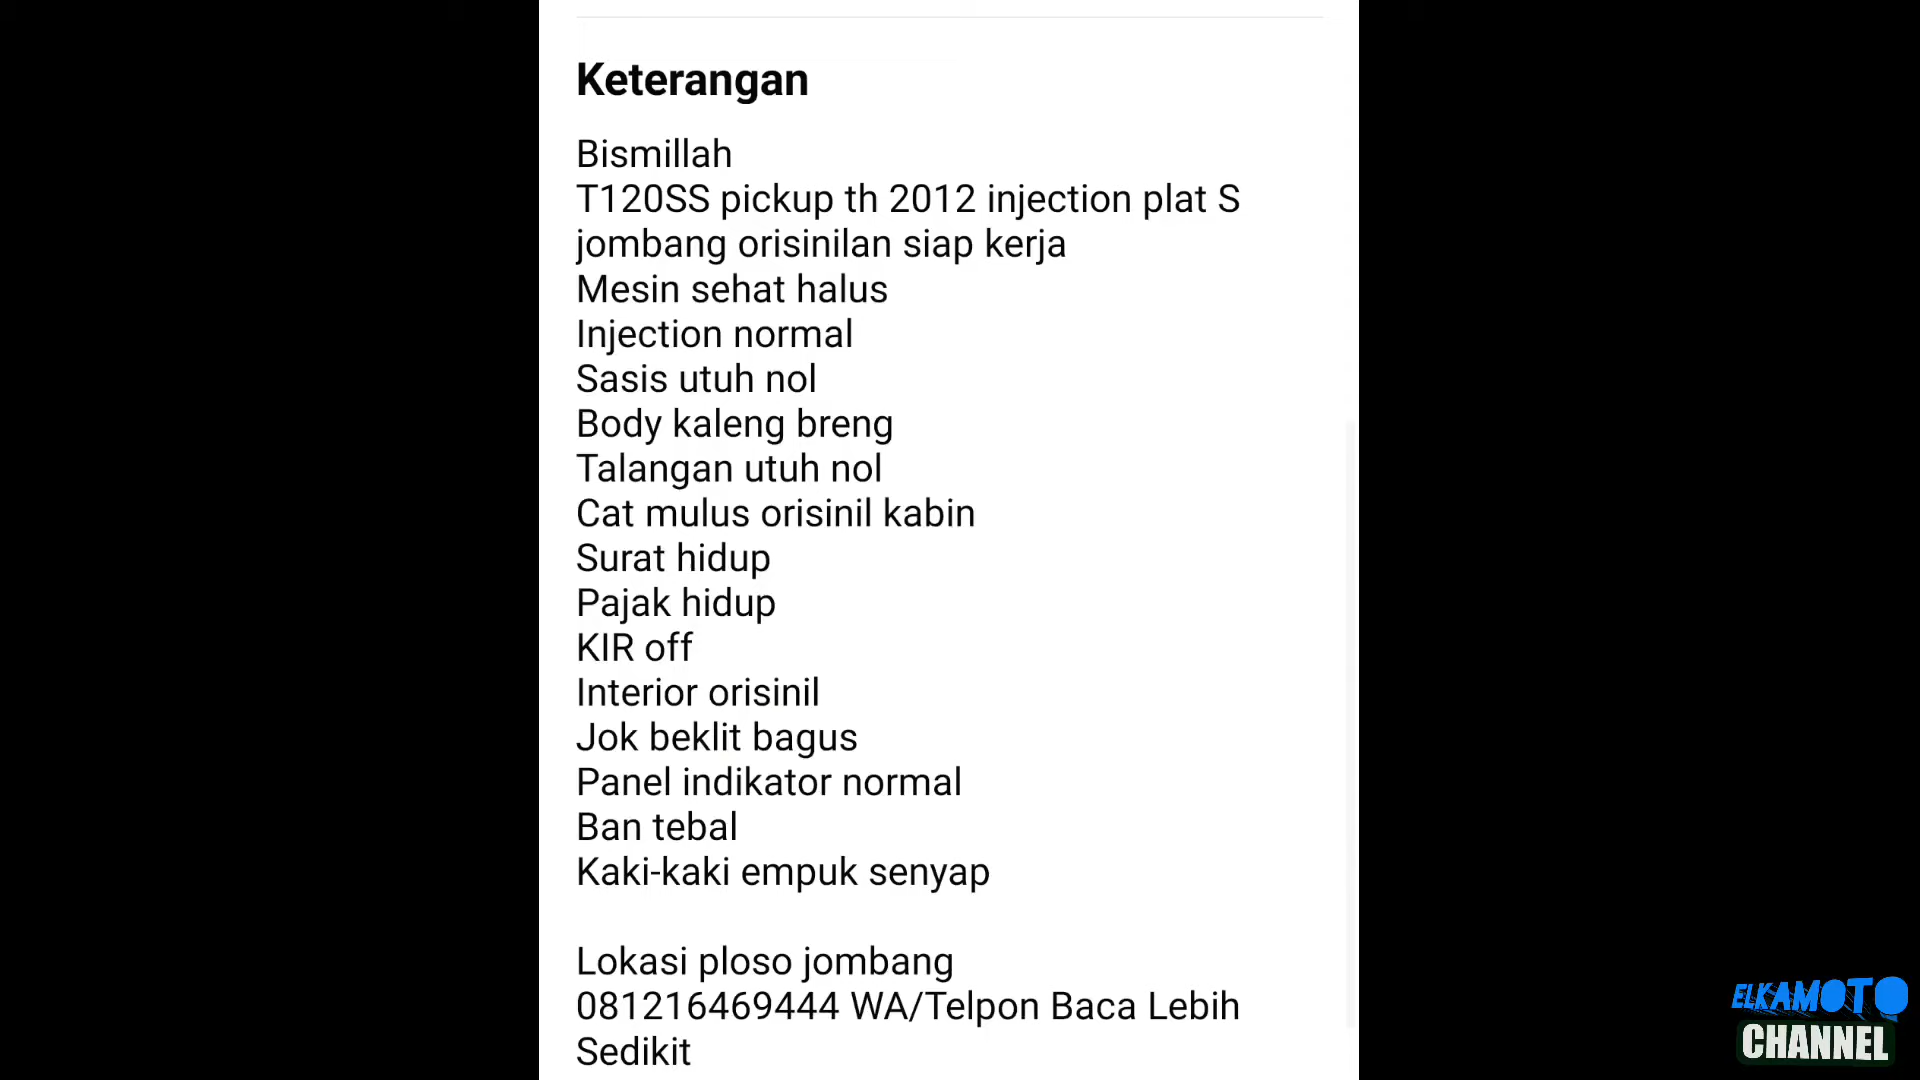 Keterangan
Bismillah
T120SS pickup th 2012 injection plat S
jombang orisinilan siap kerja
Mesin sehat halus
Injection normal
Sasis utuh nol
Body kaleng breng
Talangan utuh nol
Cat mulus orisinil kabin
Surat hidup
Pajak hidup
KIR off
Interior orisinil
Jok beklit bagus
Panel indikator normal
Ban tebal
Kaki-kaki empuk senyap
Lokasi ploso jombang
081216469444 WA/Telpon Baca Lebih
Sedikit
ELKAMOTO
CHANNEL